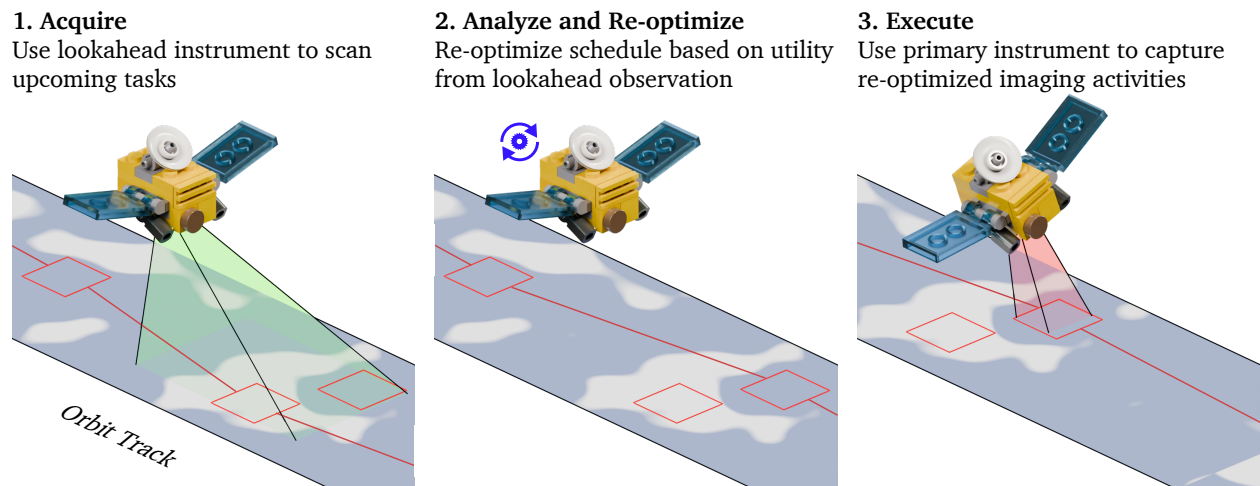 1. Acquire
Use lookahead instrument to scan
upcoming tasks
2. Analyze and Re-optimize
Re-optimize schedule based on utility
from lookahead observation
3. Execute
Use primary instrument to capture
re-optimized imaging activities
Orbit Track